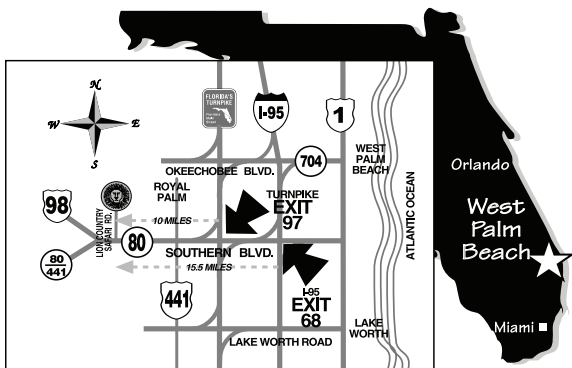 N
W
E
S
FLORIDA'S
TURNPIKE
I-95
1
704
OKEECHOBEE BLVD.
WEST
PALM
BEACH
ROYAL
PALM
98
LION COUNTRY
SAFARI RD.
10 MILES
TURNPIKE
EXIT
97
80
80
441
SOUTHERN BLVD.
15.5 MILES
441
I-95
EXIT
68
LAKE
WORTH
LAKE WORTH ROAD
ATLANTIC OCEAN
Orlando
West
Palm
Beach
Miami